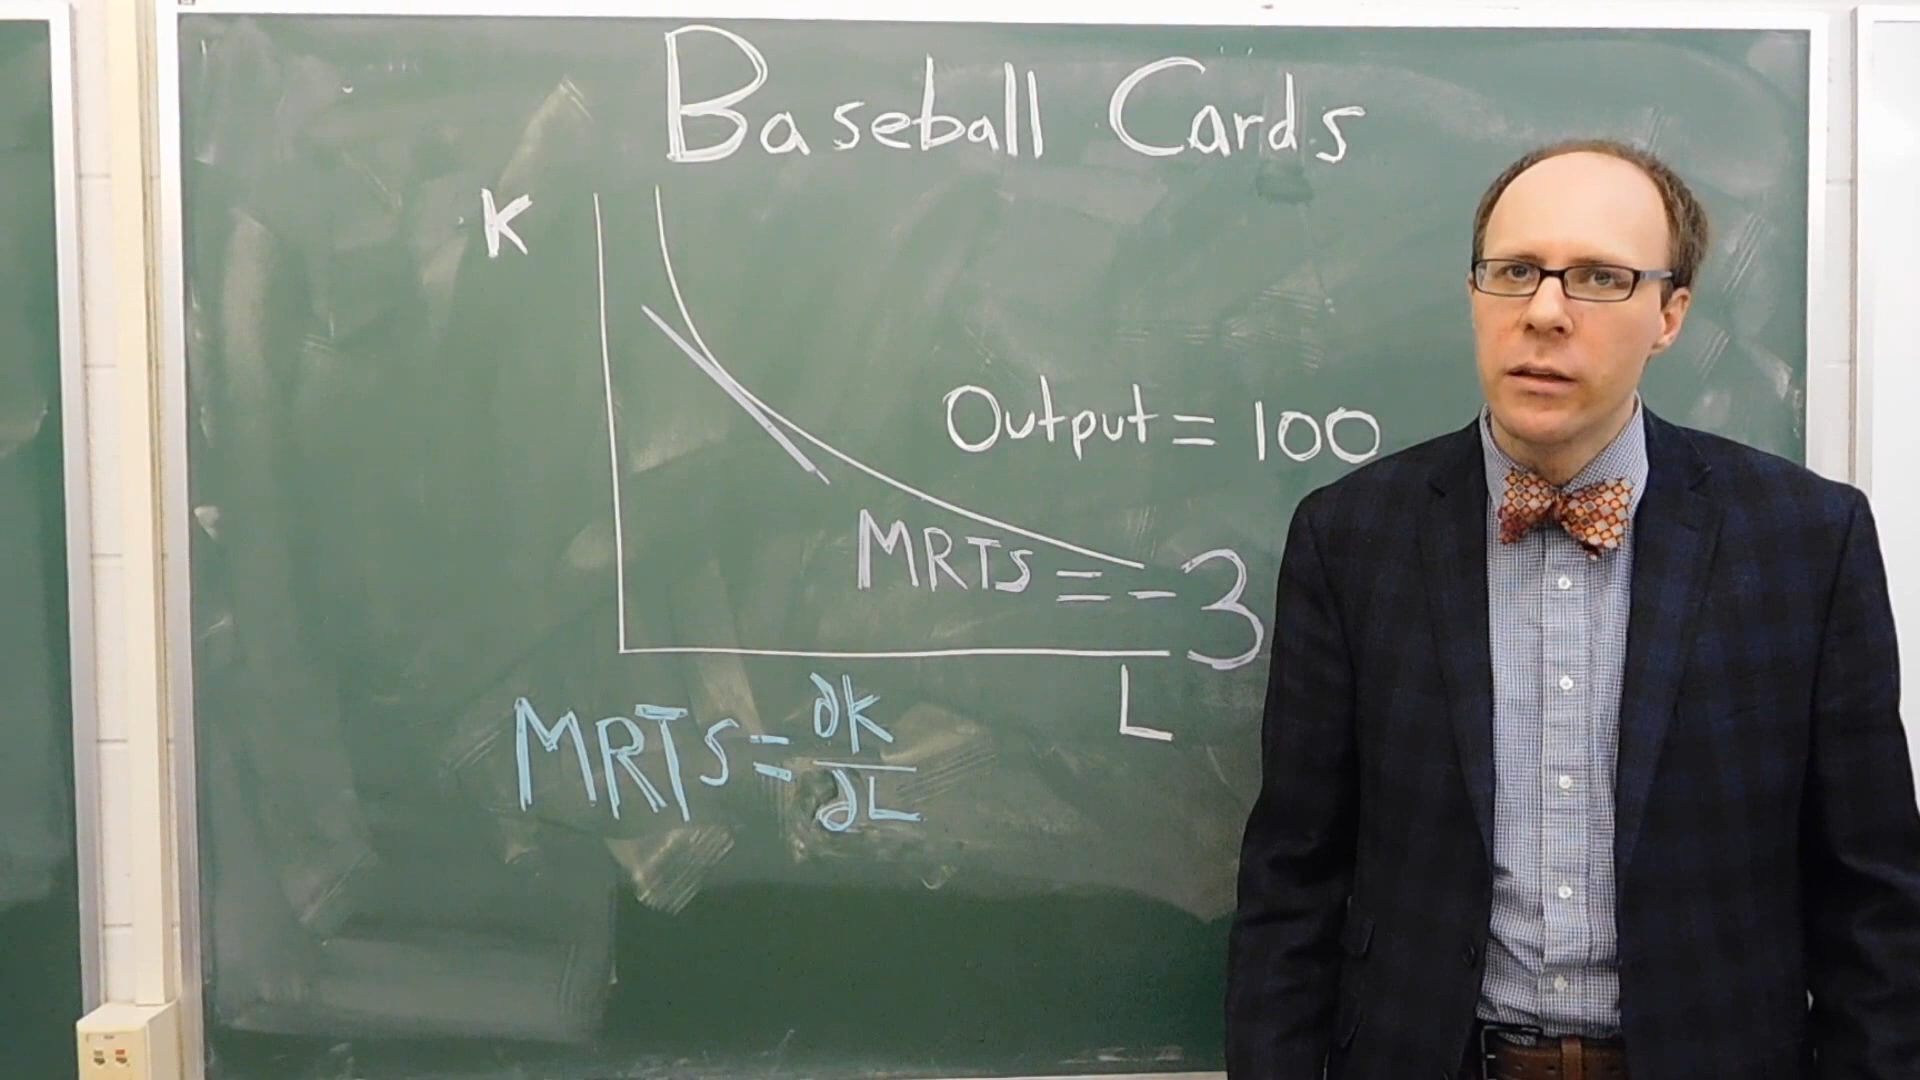 Baseball Cards
K
Output = 100
MRTS = -3
L
MRTS = ∂K/∂L